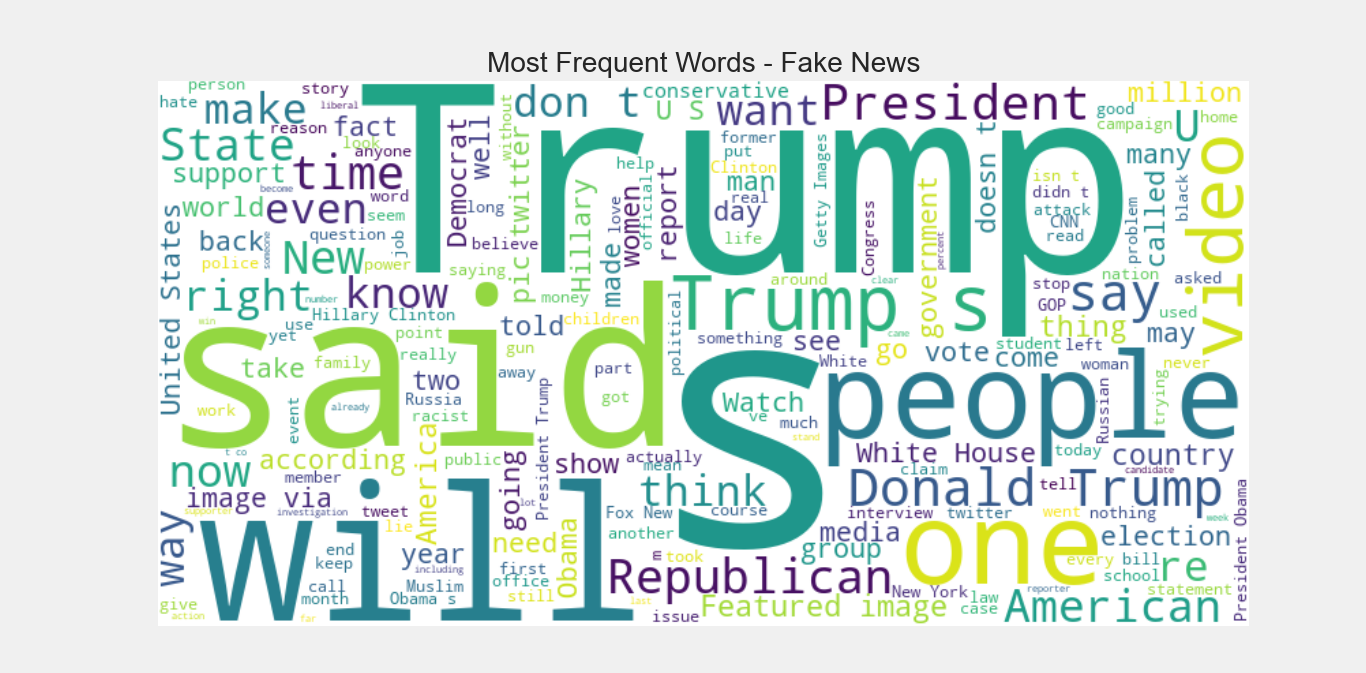 Most Frequent Words - Fake News
person
story
hate
make
liberal
reason
fact
look
anyone
State
support
time
become
word
world
even
seem
back
question
job
police
someone
New
power
United States
right
number
know
Hillary Clinton
win
use
yet
point
take
family
really
Trump
don t
conservative
U S
want
President
million
good
home
campaign
U
without
pic twitter
Democrat
well
long
believe
saying
money
Hillary
made
love
women
official
help
report
former
put
Clinton
man
real
day
life
Getty Images
Congress
government
percent
doesn t
isn t
didn t
attack
CNN
read
problem
many
called
black
video
nation
asked
around
clear
stop
GOP
say
used
thing
may
Trump s
came
said
told
children
gun
away
part
got
political
something
see
White
go
vote
student
come
left
woman
never
two
Russia
racist
work
event
already
s
Watch
ve
much
stand
people
Russian
trying
now
t co
according
member
image via
America
public
tweet
investigation
supporter
lie
going
President Trump
show
actually
mean
lot
think
course
White House
claim
today
country
candidate
Donald Trump
tell
way
will
end
keep
year
including
call
month
Muslim
Obama s
give
action
far
need
first
office
still
Obama
Fox New
another
m
took
last
Republican
issue
media
group
interview
twitter
went
nothing
one
election
every
bill
re
school
week
statement
reporter
New York
law
case
Featured image
American
President Obama